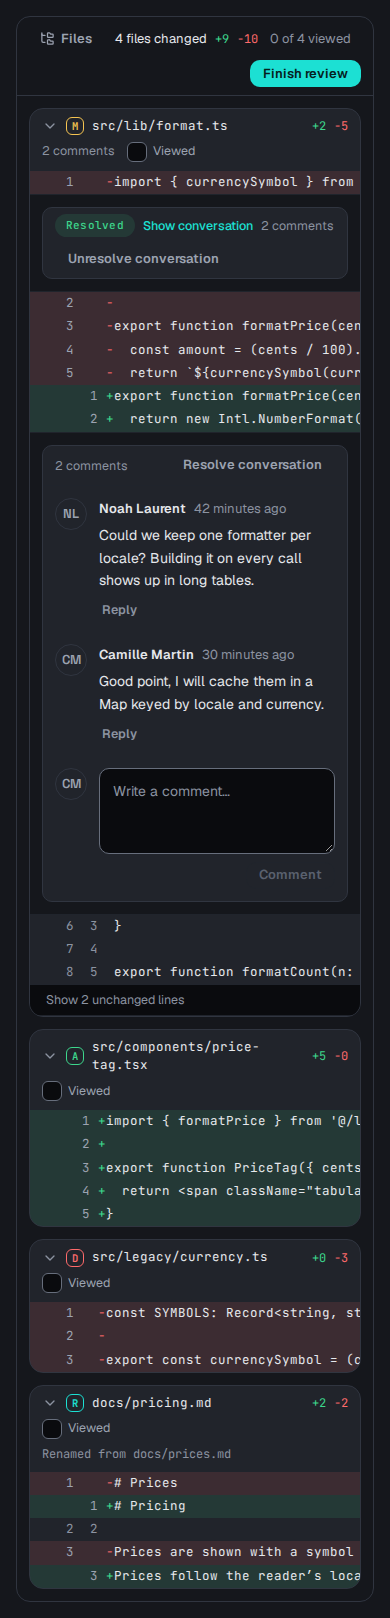 Files 4 files changed +9 -10 0 of 4 viewed
Finish review
M src/lib/format.ts +2 -5
2 comments Viewed
1 -import { currencySymbol } from
Resolved Show conversation 2 comments
Unresolve conversation
2 -
3 -export function formatPrice(cen
4 - const amount = (cents / 100).
5 - return `${currencySymbol(curr
1 +export function formatPrice(cen
2 + return new Intl.NumberFormat(
2 comments Resolve conversation
NL Noah Laurent 42 minutes ago
Could we keep one formatter per
locale? Building it on every call
shows up in long tables.
Reply
CM Camille Martin 30 minutes ago
Good point, I will cache them in a
Map keyed by locale and currency.
Reply
CM Write a comment…
Comment
6 3 }
7 4
8 5 export function formatCount(n:
Show 2 unchanged lines
A src/components/price-
tag.tsx +5 -0
Viewed
1 +import { formatPrice } from '@/l
2 +
3 +export function PriceTag({ cents
4 + return <span className="tabula
5 +}
D src/legacy/currency.ts +0 -3
Viewed
1 -const SYMBOLS: Record<string, st
2 -
3 -export const currencySymbol = (c
R docs/pricing.md +2 -2
Viewed
Renamed from docs/prices.md
1 -# Prices
1 +# Pricing
2 2
3 -Prices are shown with a symbol
3 +Prices follow the reader's loca